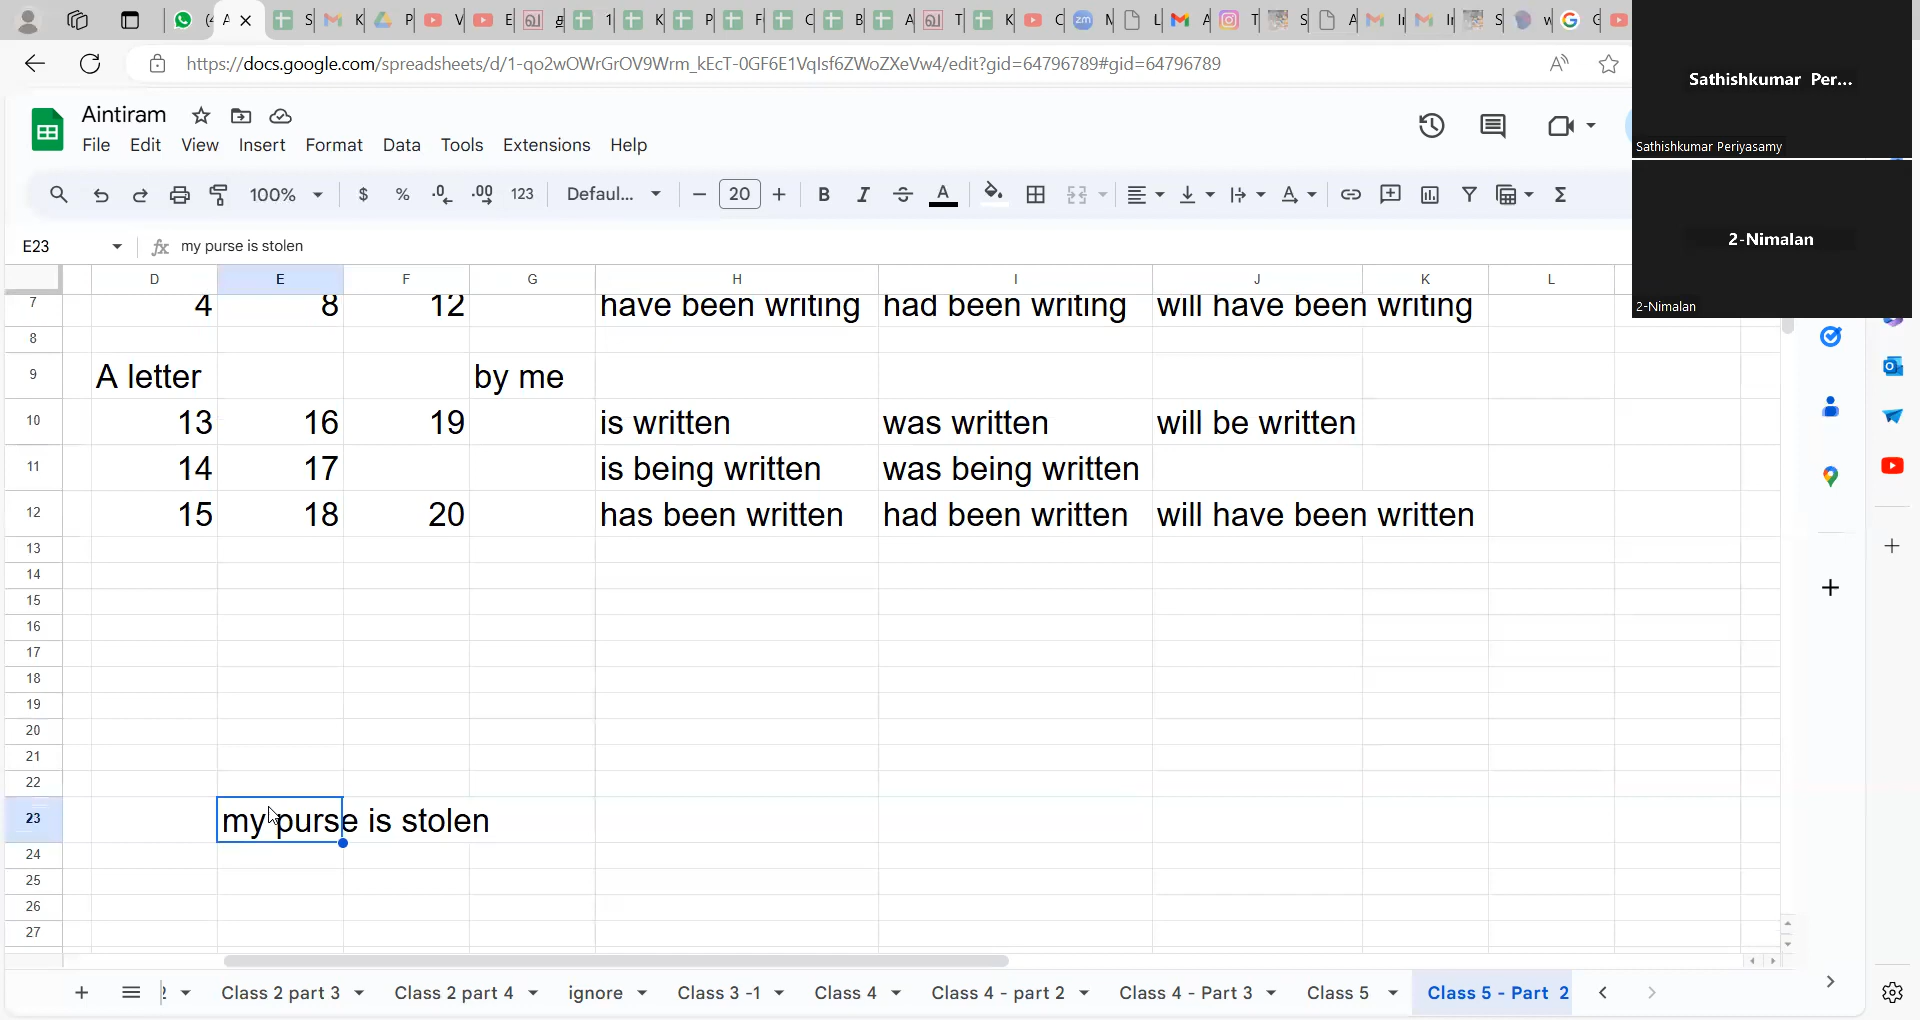 https://docs.google.com/spreadsheets/d/1-qo2wOWrGrOV9Wrm_kEcT-0GF6E1VqIsf6ZWoZXeVw4/edit?gid=64796789#gid=64796789
Sathishkumar Per...
Sathishkumar Periyasamy
Aintiram
File Edit View Insert Format Data Tools Extensions Help
100% $ % .0 .00 123 Defaul... 20
2-Nimalan
2-Nimalan
E23 my purse is stolen
D E F G H I J K L
7 4 8 12 have been writing had been writing will have been writing
8
9 A letter by me
10 13 16 19 is written was written will be written
11 14 17 is being written was being written
12 15 18 20 has been written had been written will have been written
13
14
15
16
17
18
19
20
21
22
23 my purse is stolen
24
25
26
27
Class 2 part 3 Class 2 part 4 ignore Class 3 -1 Class 4 Class 4 - part 2 Class 4 - Part 3 Class 5 Class 5 - Part 2